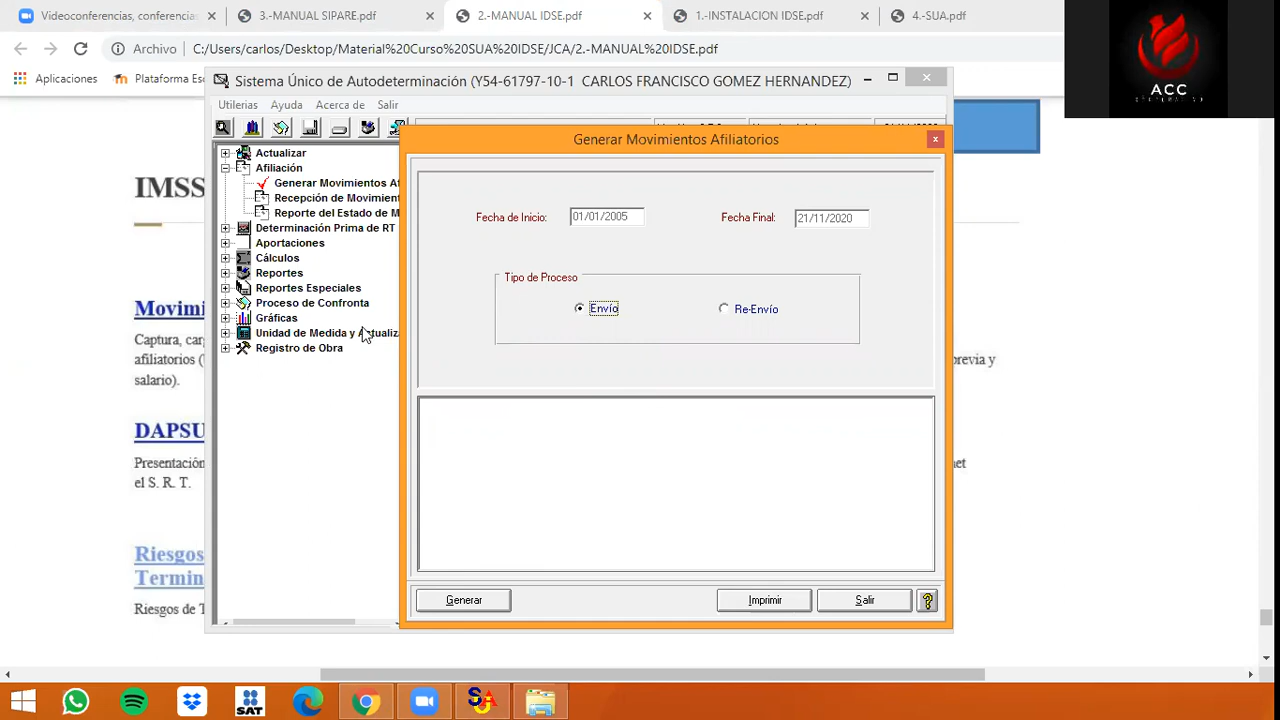 Videoconferencias, conferencias
3.-MANUAL SIPARE.pdf
2.-MANUAL IDSE.pdf
1.-INSTALACION IDSE.pdf
4.-SUA.pdf
Archivo
C:/Users/carlos/Desktop/Material%20Curso%20SUA%20IDSE/JCA/2.-MANUAL%20IDSE.pdf
Aplicaciones
Plataforma
ACC
Sistema Único de Autodeterminación (Y54-61797-10-1 CARLOS FRANCISCO GOMEZ HERNANDEZ)
Utilerias Ayuda Acerca de Salir
Generar Movimientos Afiliatorios
Actualizar
Afiliación
Generar Movimientos Af
Recepción de Movimient
Reporte del Estado de M
Determinación Prima de RT
Aportaciones
Cálculos
Reportes
Reportes Especiales
Proceso de Confronta
Gráficas
Unidad de Medida y Actualiz
Registro de Obra
Fecha de Inicio: 01/01/2005
Fecha Final: 21/11/2020
Tipo de Proceso
Envío
Re-Envío
Generar
Imprimir
Salir
?
IMSS
Movimi
Captura, car
afiliatorios (
previa y
salario).
DAPSU
Presentación
net
el S. R. T.
Riesgos
Termin
Riesgos de T
SAT